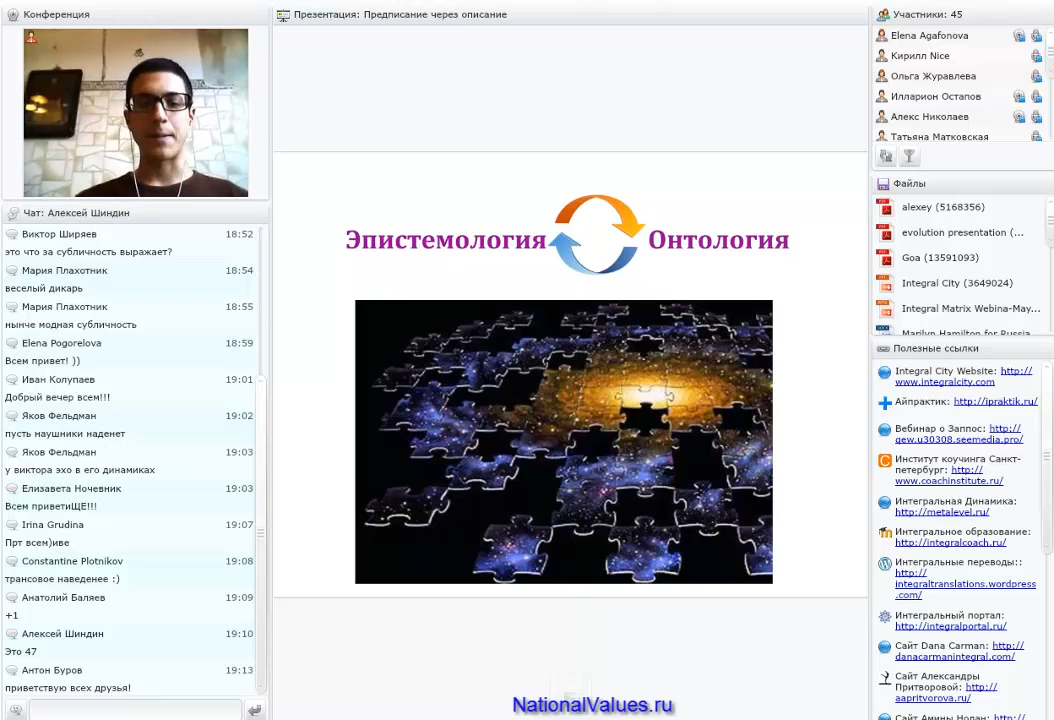 Конференция
Чат: Алексей Шиндин
Виктор Ширяев 18:52
это что за субличность выражает?
Мария Плахотник 18:54
веселый дикарь
Мария Плахотник 18:55
нынче модная субличность
Elena Pogorelova 18:59
Всем привет! ))
Иван Колупаев 19:01
Добрый вечер всем!!!
Яков Фельдман 19:02
пусть наушники наденет
Яков Фельдман 19:03
у виктора эхо в его динамиках
Елизавета Ночевник 19:03
Всем приветиЩЕ!!!
Irina Grudina 19:07
Прт всем)иве
Constantine Plotnikov 19:08
трансовое наведенее :)
Анатолий Баляев 19:09
+1
Алексей Шиндин 19:10
Это 47
Антон Буров 19:13
приветствую всех друзья!
Презентация: Предписание через описание
Эпистемология Онтология
NationalValues.ru
Участники: 45
Elena Agafonova
Кирилл Nice
Ольга Журавлева
Илларион Остапов
Алекс Николаев
Татьяна Матковская
Файлы
alexey (5168356)
evolution presentation (...
Goa (13591093)
Integral City (3649024)
Integral Matrix Webina-May...
Marilyn Hamilton for Russia
Полезные ссылки
Integral City Website: http://
www.integralcity.com
Айпрактик: http://ipraktik.ru/
Вебинар о Заппос: http://
qew.u30308.seemedia.pro/
Институт коучинга Санкт-
петербург: http://
www.coachinstitute.ru/
Интегральная Динамика:
http://metalevel.ru/
Интегральное образование:
http://integralcoach.ru/
Интегральные переводы::
http://
integraltranslations.wordpress
.com/
Интегральный портал:
http://integralportal.ru/
Сайт Dana Carman: http://
danacarmanintegral.com/
Сайт Александры
Притворовой: http://
aapritvorova.ru/
Сайт Амины Нолан: http://